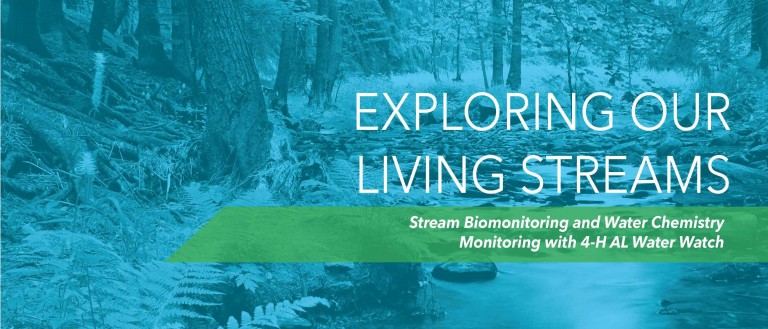 EXPLORING OUR
LIVING STREAMS
Stream Biomonitoring and Water Chemistry
Monitoring with 4-H AL Water Watch